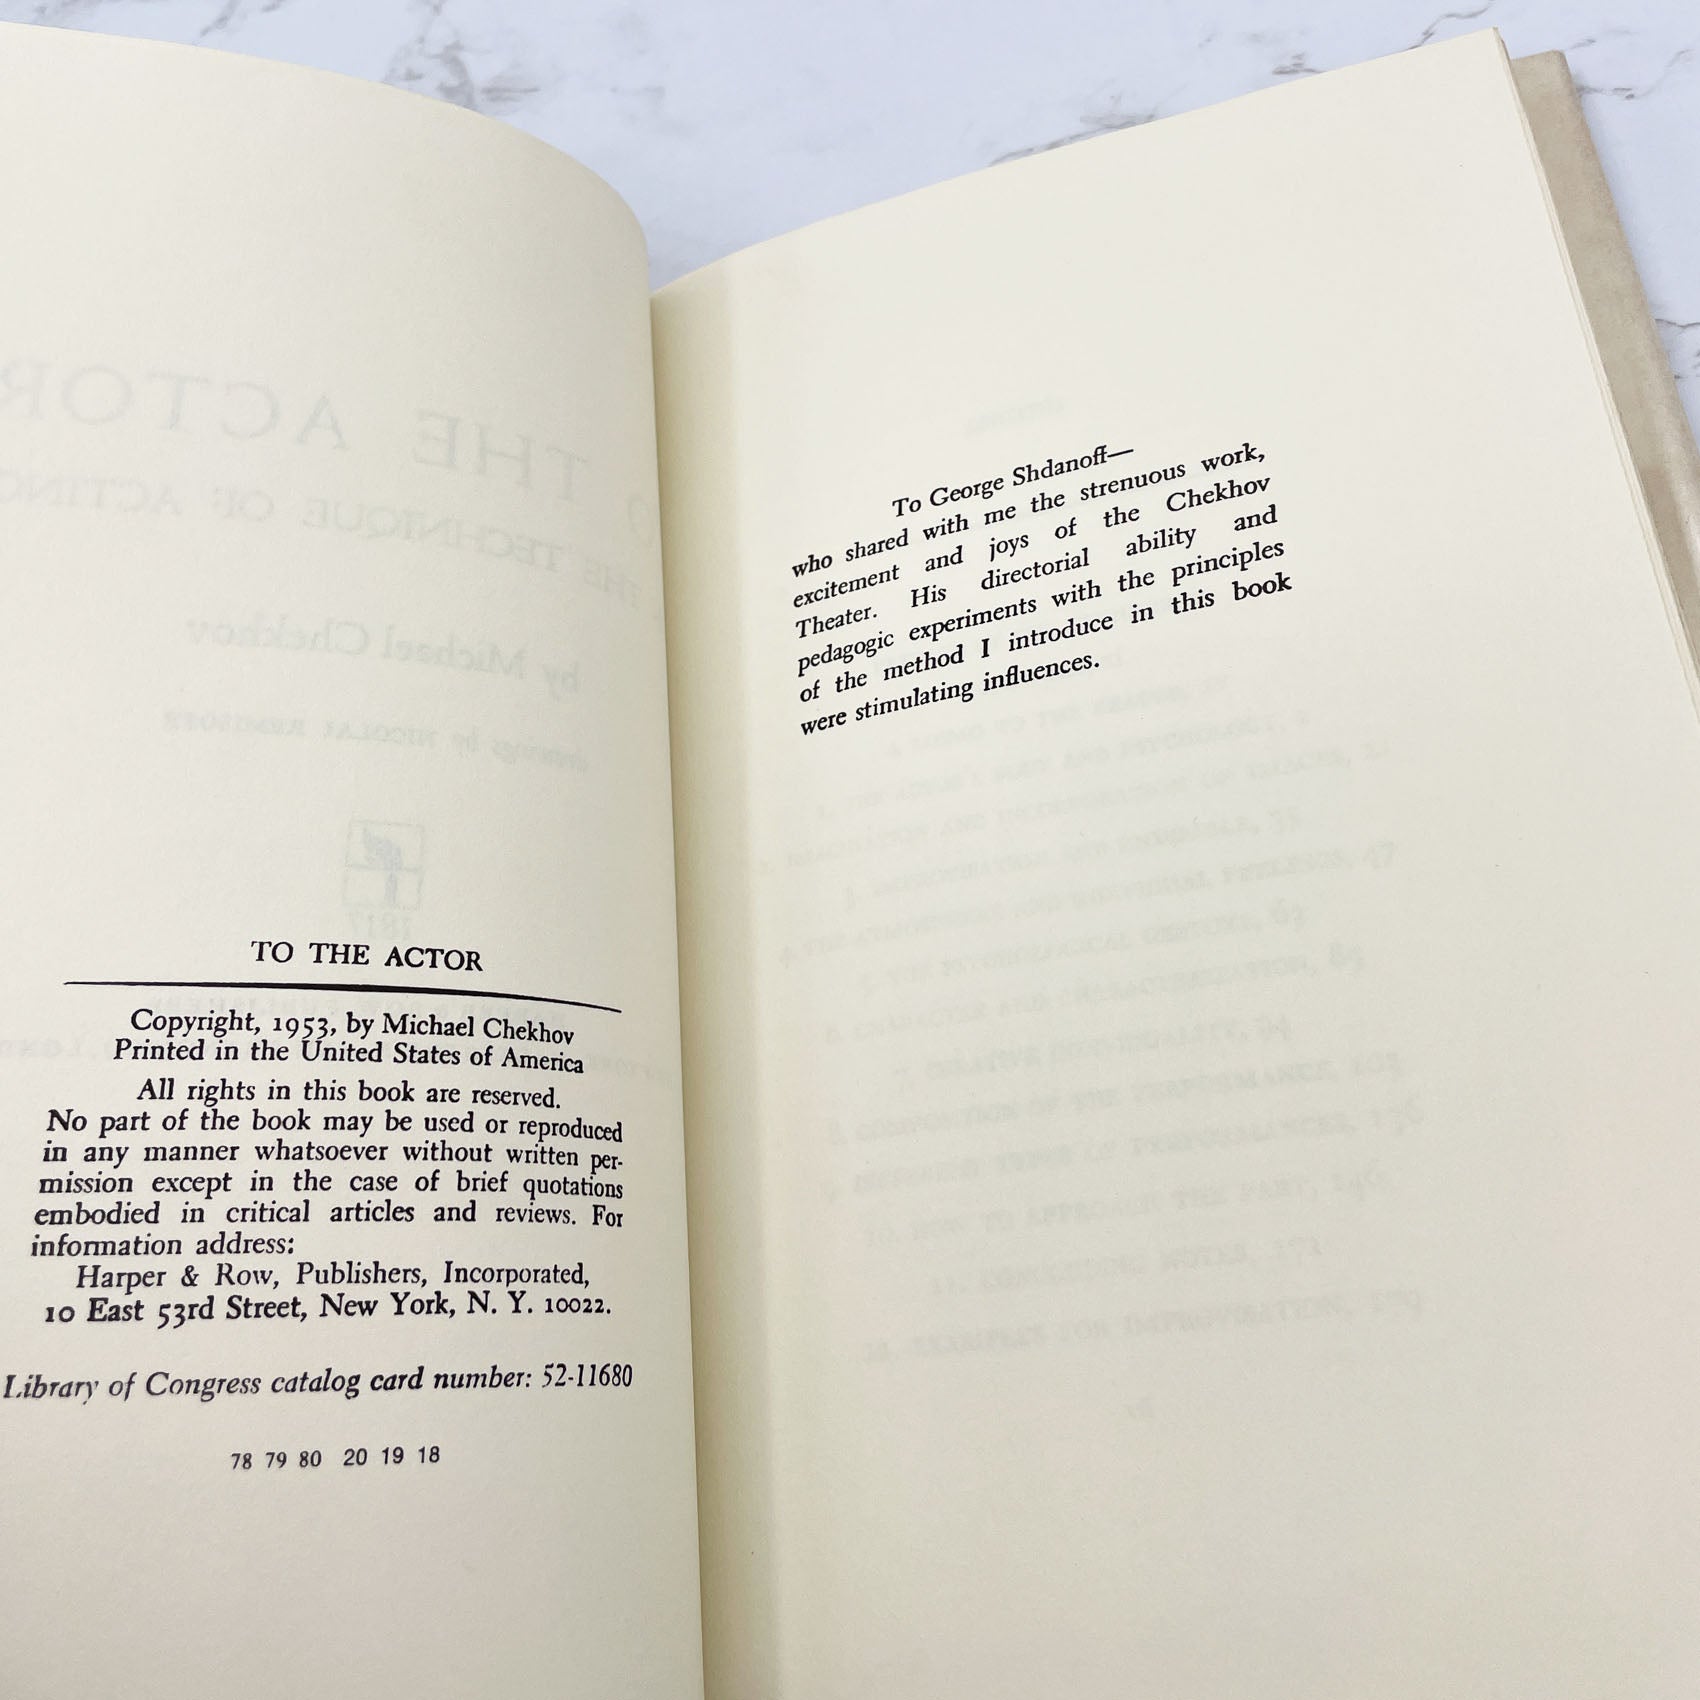 TO THE ACTOR
Copyright, 1953, by Michael Chekhov
Printed in the United States of America
All rights in this book are reserved.
No part of the book may be used or reproduced
in any manner whatsoever without written per-
mission except in the case of brief quotations
embodied in critical articles and reviews. For
information address:
Harper & Row, Publishers, Incorporated,
10 East 53rd Street, New York, N. Y. 10022.
Library of Congress catalog card number: 52-11680
78 79 80 20 19 18
To George Shdanoff—
who shared with me the strenuous work,
excitement and joys of the Chekhov
Theater. His directorial ability and
pedagogic experiments with the principles
of the method I introduce in this book
were stimulating influences.